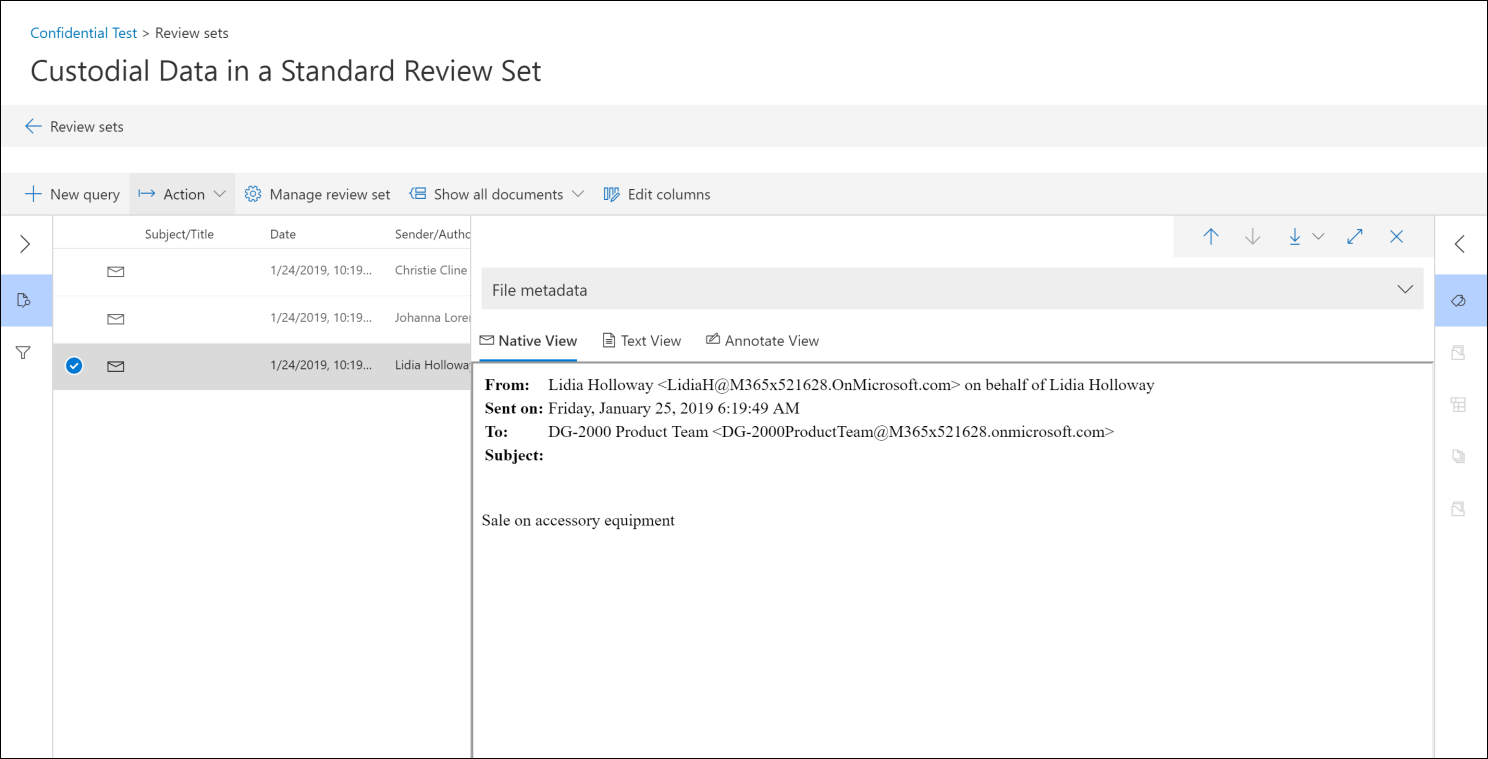 Confidential Test > Review sets
Custodial Data in a Standard Review Set
Review sets
New query Action Manage review set Show all documents Edit columns
Subject/Title Date Sender/Autho
1/24/2019, 10:19... Christie Cline
1/24/2019, 10:19... Johanna Lore
1/24/2019, 10:19... Lidia Hollowa
File metadata
Native View Text View Annotate View
From: Lidia Holloway <LidiaH@M365x521628.OnMicrosoft.com> on behalf of Lidia Holloway
Sent on: Friday, January 25, 2019 6:19:49 AM
To: DG-2000 Product Team <DG-2000ProductTeam@M365x521628.onmicrosoft.com>
Subject:
Sale on accessory equipment